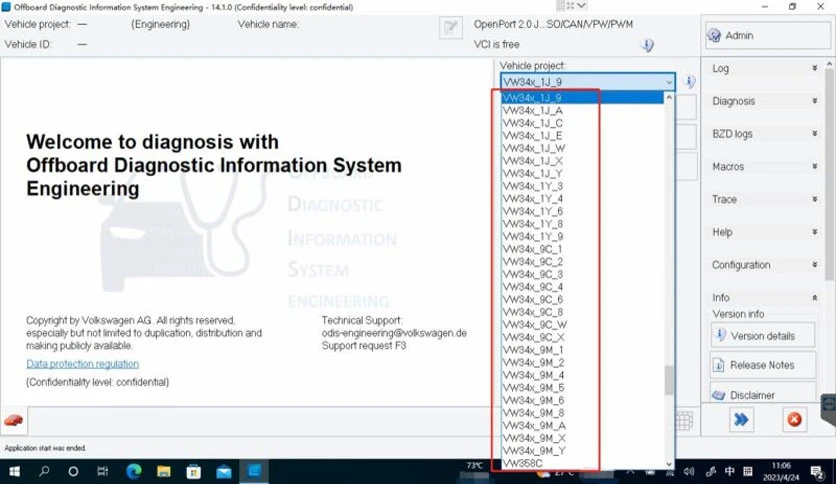 Offboard Diagnostic Information System Engineering - 14.1.0 (Confidentiality level: confidential)
Vehicle project: —
(Engineering)
Vehicle name:
Vehicle ID: —
OpenPort 2.0 J...SO/CAN/VPW/PWM
VCI is free
Admin
Vehicle project:
VW34x_1J_9
VW34x_1J_9
VW34x_1J_A
VW34x_1J_C
VW34x_1J_E
VW34x_1J_W
VW34x_1J_X
VW34x_1J_Y
VW34x_1Y_3
VW34x_1Y_4
VW34x_1Y_6
VW34x_1Y_8
VW34x_1Y_9
VW34x_9C_1
VW34x_9C_2
VW34x_9C_3
VW34x_9C_4
VW34x_9C_6
VW34x_9C_8
VW34x_9C_W
VW34x_9C_X
VW34x_9M_1
VW34x_9M_2
VW34x_9M_4
VW34x_9M_5
VW34x_9M_6
VW34x_9M_8
VW34x_9M_A
VW34x_9M_X
VW34x_9M_Y
VW358C
Welcome to diagnosis with
Offboard Diagnostic Information System
Engineering
DIAGNOSTIC
INFORMATION
SYSTEM
ENGINEERING
Copyright by Volkswagen AG. All rights reserved,
especially but not limited to duplication, distribution and
making publicly available.
Data protection regulation
(Confidentiality level: confidential)
Technical Support:
odis-engineering@volkswagen.de
Support request F3
Log
Diagnosis
BZD logs
Macros
Trace
Help
Configuration
Info
Version info
Version details
Release Notes
Disclaimer
Application start was ended.
73℃
27℃
中
11:06
2023/4/24
2